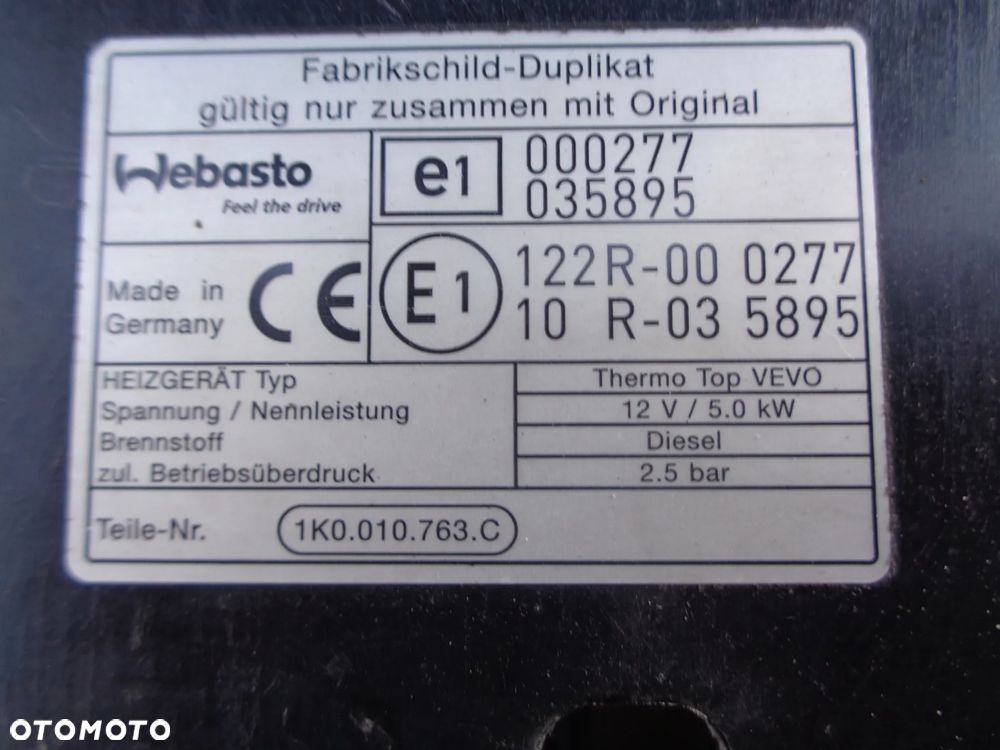 Fabrikschild-Duplikat
gültig nur zusammen mit Original
Webasto
Feel the drive
e1
000277
035895
Made in
Germany
CE
E1
122R-00 0277
10 R-03 5895
HEIZGERÄT Typ
Thermo Top VEVO
Spannung / Nennleistung
12 V / 5.0 kW
Brennstoff
Diesel
zul. Betriebsüberdruck
2.5 bar
Teile-Nr.
1K0.010.763.C
OTOMOTO